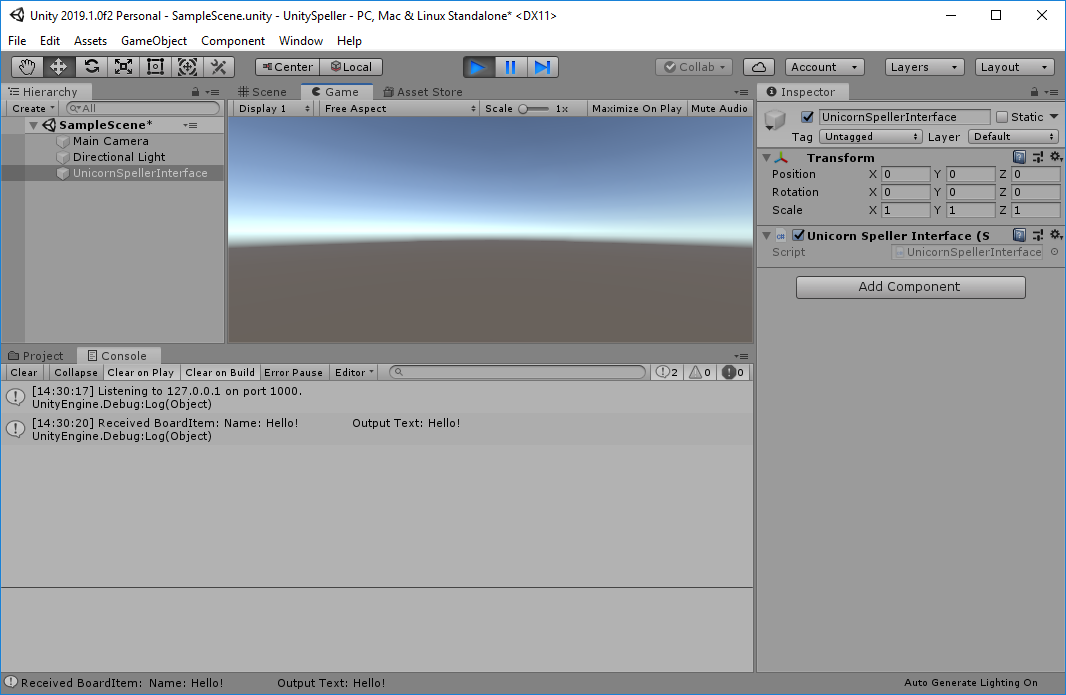 Unity 2019.1.0f2 Personal - SampleScene.unity - UnitySpeller - PC, Mac & Linux Standalone* <DX11>
File Edit Assets GameObject Component Window Help
Center Local Collab Account Layers Layout
Hierarchy
Create All
SampleScene*
Main Camera
Directional Light
UnicornSpellerInterface
Scene Game Asset Store
Display 1 Free Aspect Scale 1x Maximize On Play Mute Audio
Inspector
UnicornSpellerInterface Static
Tag Untagged Layer Default
Transform
Position X 0 Y 0 Z 0
Rotation X 0 Y 0 Z 0
Scale X 1 Y 1 Z 1
Unicorn Speller Interface (S
Script UnicornSpellerInterface
Add Component
Project Console
Clear Collapse Clear on Play Clear on Build Error Pause Editor 2 0 0
[14:30:17] Listening to 127.0.0.1 on port 1000.
UnityEngine.Debug:Log(Object)
[14:30:20] Received BoardItem: Name: Hello! Output Text: Hello!
UnityEngine.Debug:Log(Object)
Received BoardItem: Name: Hello! Output Text: Hello!
Auto Generate Lighting On